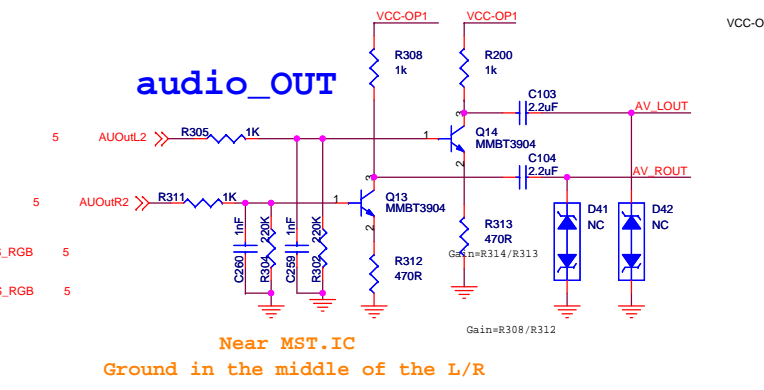 VCC-OP1
VCC-OP1
VCC-O
R308
1k
R200
1k
audio_OUT
C103
2.2uF
AV_LOUT
5 AUOutL2
R305 1K
1
3
2
Q14
MMBT3904
C104
2.2uF
AV_ROUT
5 AUOutR2
R311 1K
1
3
2
Q13
MMBT3904
C260 1nF
R304 220K
C259 1nF
R302 220K
R313
470R
D41
NC
D42
NC
S_RGB 5
Gain=R314/R313
R312
470R
S_RGB 5
Gain=R308/R312
Near MST.IC
Ground in the middle of the L/R